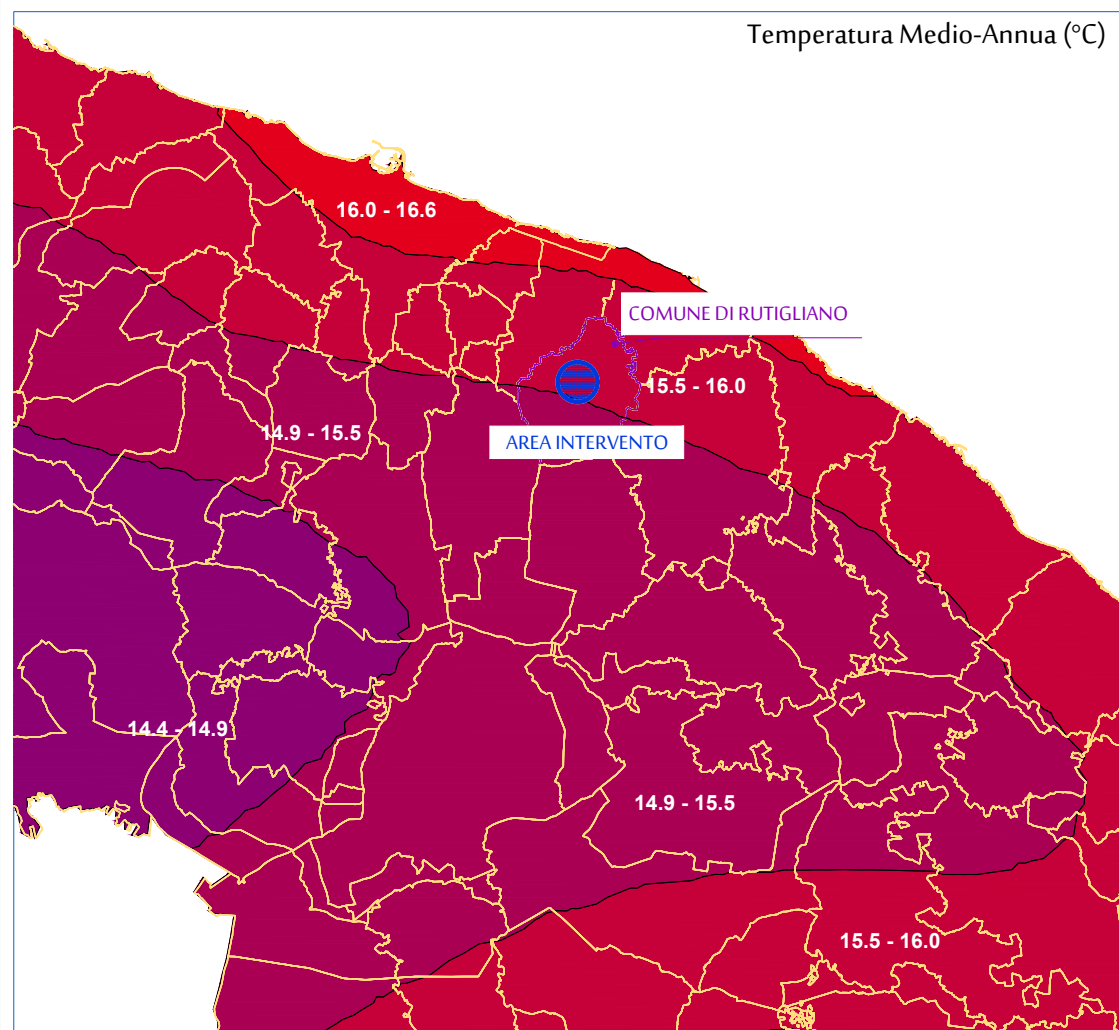 Temperatura Medio-Annua (°C)
16.0 - 16.6
COMUNE DI RUTIGLIANO
15.5 - 16.0
14.9 - 15.5
AREA INTERVENTO
14.4 - 14.9
14.9 - 15.5
15.5 - 16.0